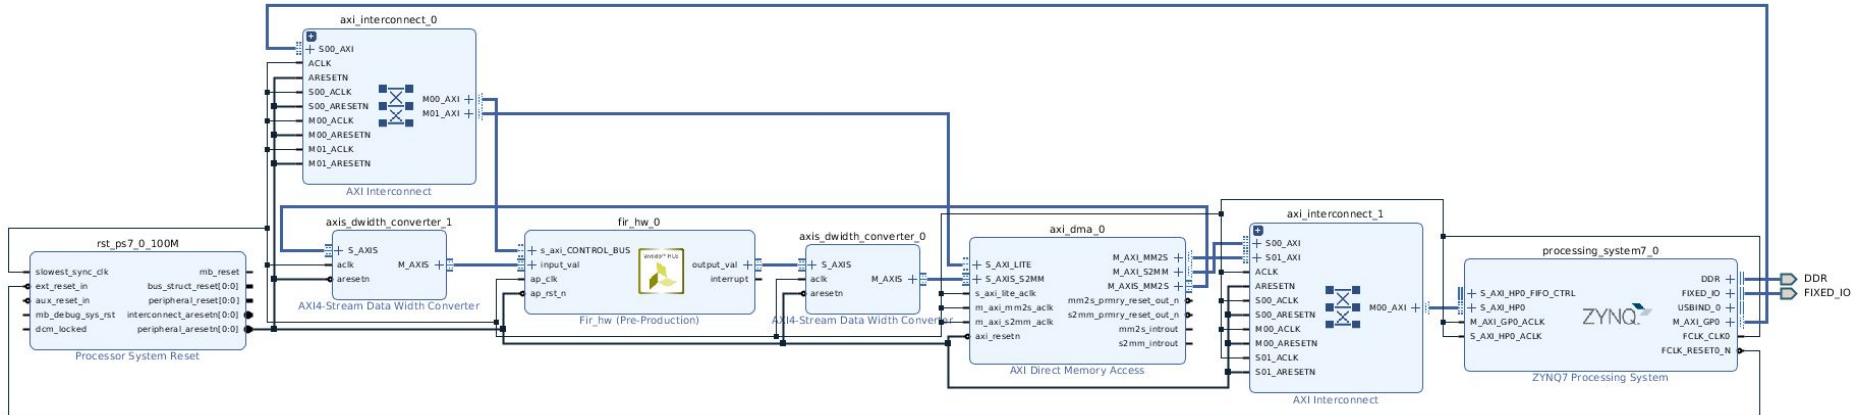 axi_interconnect_0
S00_AXI
ACLK
ARESETN
S00_ACLK
S00_ARESETN
M00_ACLK
M00_ARESETN
M01_ACLK
M01_ARESETN
M00_AXI
M01_AXI
AXI Interconnect
rst_ps7_0_100M
slowest_sync_clk
ext_reset_in
aux_reset_in
mb_debug_sys_rst
dcm_locked
mb_reset
bus_struct_reset[0:0]
peripheral_reset[0:0]
interconnect_aresetn[0:0]
peripheral_aresetn[0:0]
Processor System Reset
axis_dwidth_converter_1
S_AXIS
aclk
aresetn
M_AXIS
AXI4-Stream Data Width Converter
fir_hw_0
s_axi_CONTROL_BUS
input_val
ap_clk
ap_rst_n
output_val
interrupt
Fir_hw (Pre-Production)
axis_dwidth_converter_0
S_AXIS
aclk
aresetn
M_AXIS
AXI4-Stream Data Width Converter
axi_dma_0
S_AXI_LITE
S_AXIS_S2MM
s_axi_lite_aclk
m_axi_mm2s_aclk
m_axi_s2mm_aclk
axi_resetn
M_AXI_MM2S
M_AXI_S2MM
M_AXIS_MM2S
mm2s_prmry_reset_out_n
s2mm_prmry_reset_out_n
mm2s_introut
s2mm_introut
AXI Direct Memory Access
axi_interconnect_1
S00_AXI
S01_AXI
ACLK
ARESETN
S00_ACLK
S00_ARESETN
M00_ACLK
M00_ARESETN
S01_ACLK
S01_ARESETN
M00_AXI
AXI Interconnect
processing_system7_0
S_AXI_HP0_FIFO_CTRL
S_AXI_HP0
M_AXI_GP0_ACLK
S_AXI_HP0_ACLK
ZYNQ
DDR
FIXED_IO
USBIND_0
M_AXI_GP0
FCLK_CLK0
FCLK_RESET0_N
ZYNQ7 Processing System
DDR
FIXED_IO